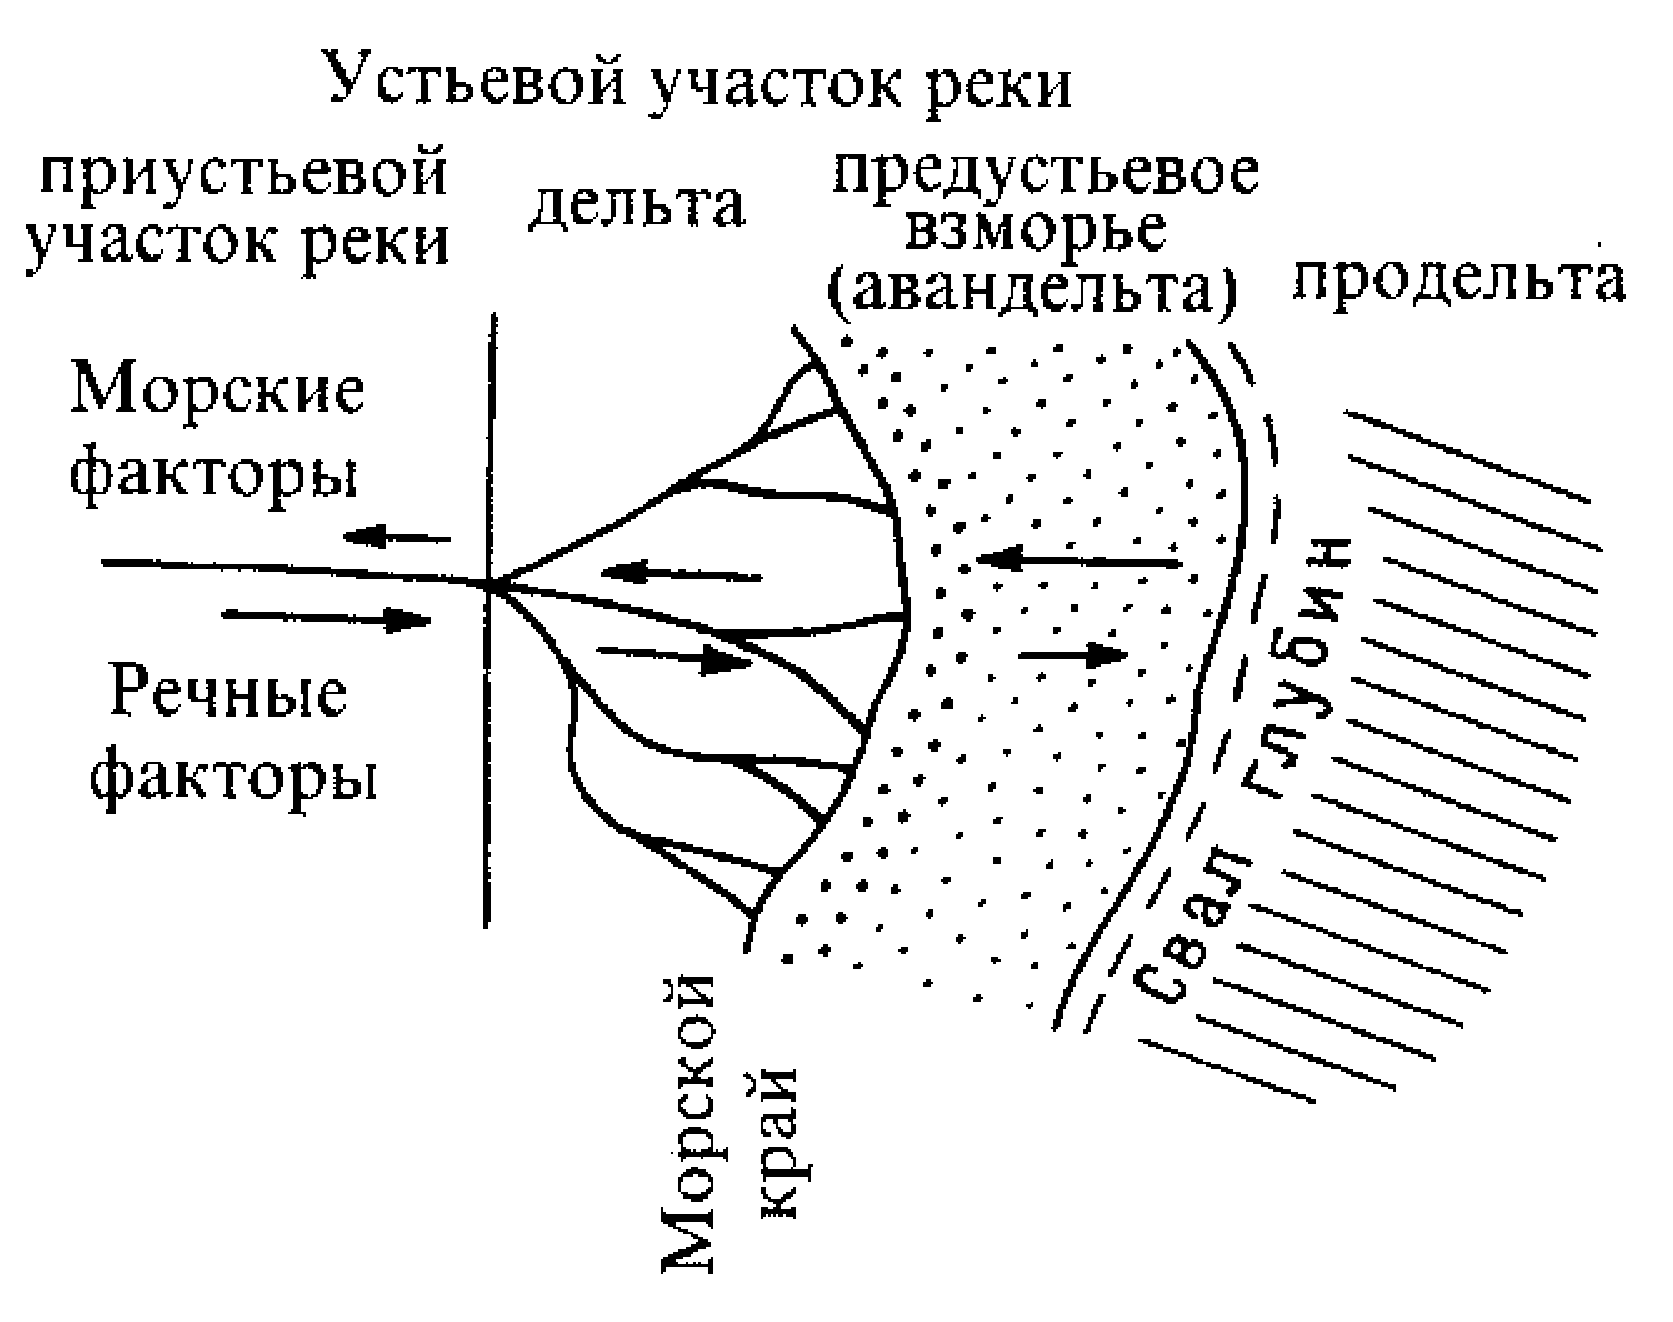 Устьевой участок реки
приустьевой
участок реки
дельта
предустьевое
взморье
(авандельта)
продельта
Морские
факторы
Речные
факторы
Свал глубин
Морской
край